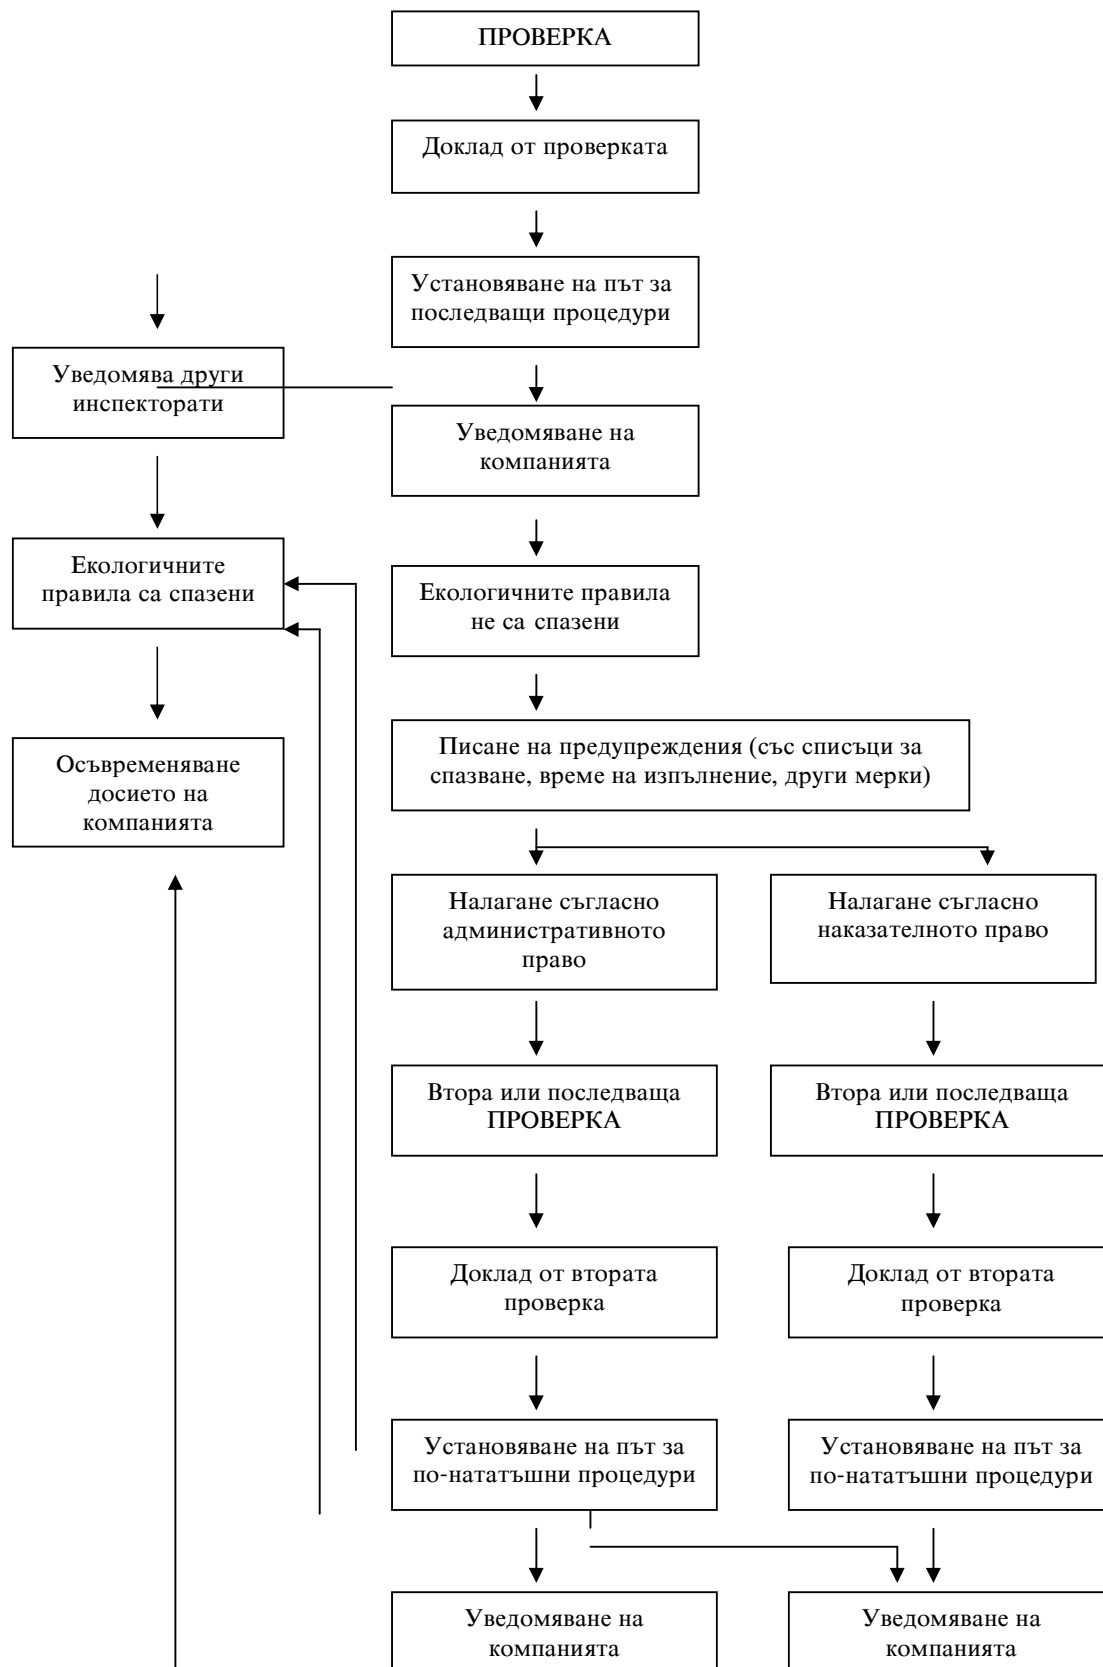 ПРОВЕРКА
Доклад от проверката
Установяване на път за
последващи процедури
Уведомява други
инспекторати
Уведомяване на
компанията
Екологичните
правила са спазени
Екологичните правила
не са спазени
Писане на предупреждения (със списъци за
спазване, време на изпълнение, други мерки)
Осъвременяване
досието на
компанията
Налагане съгласно
административното
право
Налагане съгласно
наказателното право
Втора или последваща
ПРОВЕРКА
Втора или последваща
ПРОВЕРКА
Доклад от втората
проверка
Доклад от втората
проверка
Установяване на път за
по-нататъшни процедури
Установяване на път за
по-нататъшни процедури
Уведомяване на
компанията
Уведомяване на
компанията